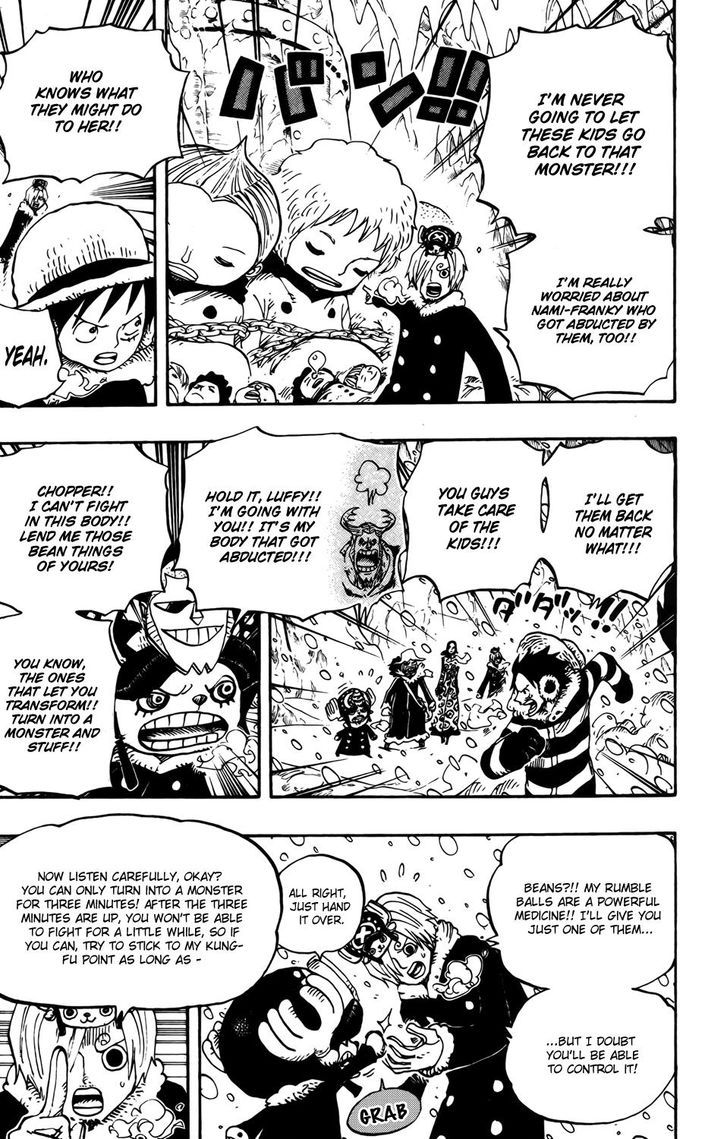 I'M NEVER
GOING TO LET
THESE KIDS GO
BACK TO THAT
MONSTER!!!
I'M REALLY
WORRIED ABOUT
NAMI-FRANKY WHO
GOT ABDUCTED BY
THEM, TOO!!
バーン!!
WHO
KNOWS WHAT
THEY MIGHT DO
TO HER!!
YEAH.
I'LL GET
THEM BACK
NO MATTER
WHAT!!!
YOU GUYS
TAKE CARE
OF THE
KIDS!!!
ダダッ!!
HOLD IT, LUFFY!!
I'M GOING WITH
YOU!! IT'S MY
BODY THAT GOT
ABDUCTED!!!
CHOPPER!!
I CAN'T FIGHT
IN THIS BODY!!
LEND ME THOSE
BEAN THINGS
OF YOURS!
YOU KNOW,
THE ONES
THAT LET YOU
TRANSFORM!!
TURN INTO A
MONSTER AND
STUFF!!
BEANS?!! MY RUMBLE
BALLS ARE A POWERFUL
MEDICINE!! I'LL GIVE YOU
JUST ONE OF THEM...
...BUT I DOUBT
YOU'LL BE ABLE
TO CONTROL IT!
ALL RIGHT,
JUST HAND
IT OVER.
GRAB
NOW LISTEN CAREFULLY, OKAY?
YOU CAN ONLY TURN INTO A MONSTER
FOR THREE MINUTES! AFTER THE THREE
MINUTES ARE UP, YOU WON'T BE ABLE
TO FIGHT FOR A LITTLE WHILE, SO IF
YOU CAN, TRY TO STICK TO MY KUNG-
FU POINT AS LONG AS -